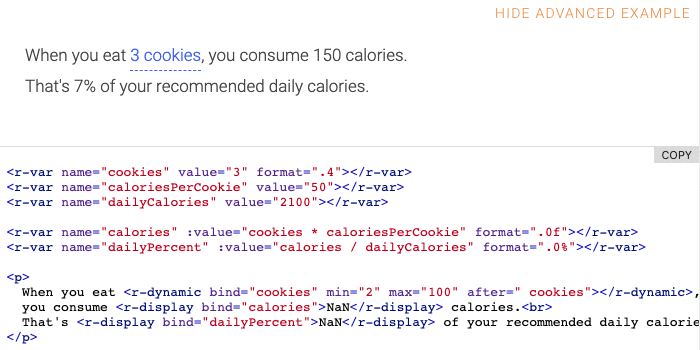 HIDE ADVANCED EXAMPLE
When you eat 3 cookies, you consume 150 calories.
That's 7% of your recommended daily calories.
COPY
<r-var name="cookies" value="3" format=".4"></r-var>
<r-var name="caloriesPerCookie" value="50"></r-var>
<r-var name="dailyCalories" value="2100"></r-var>
<r-var name="calories" :value="cookies * caloriesPerCookie" format=".0f"></r-var>
<r-var name="dailyPercent" :value="calories / dailyCalories" format=".0%"></r-var>
<p>
When you eat <r-dynamic bind="cookies" min="2" max="100" after=" cookies"></r-dynamic>,
you consume <r-display bind="calories">NaN</r-display> calories.<br>
That's <r-display bind="dailyPercent">NaN</r-display> of your recommended daily calorie
</p>